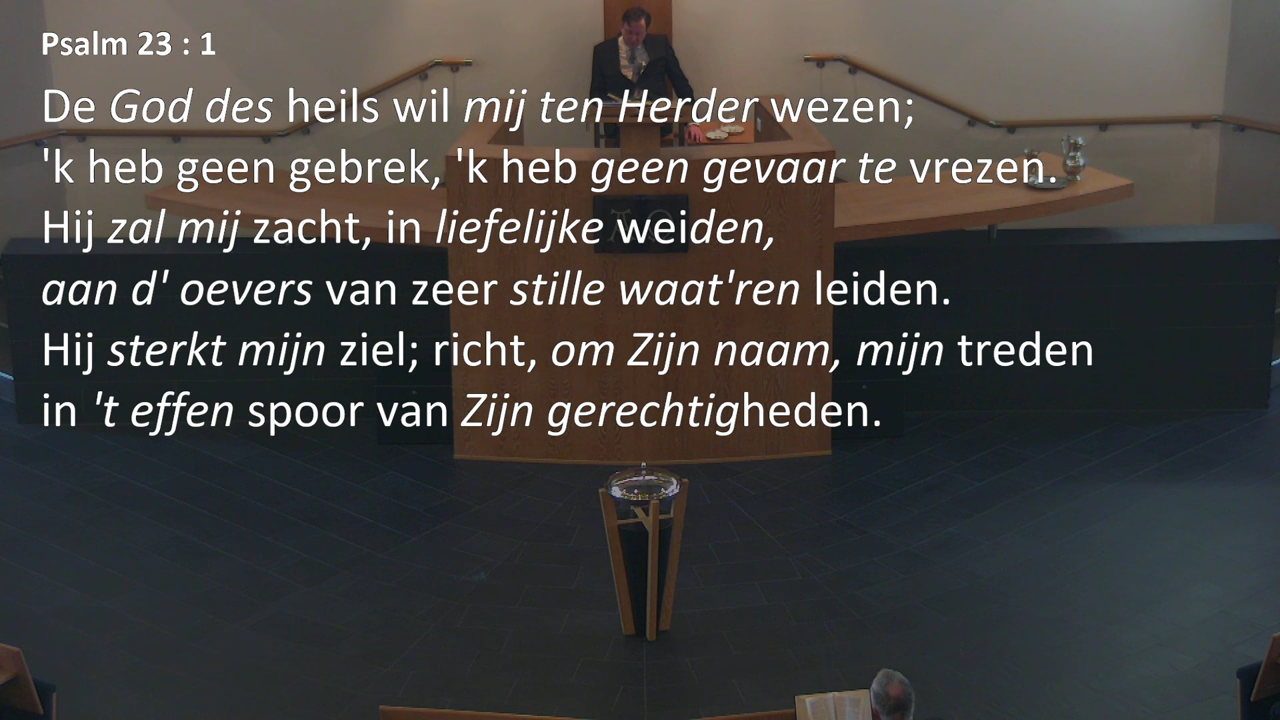 Psalm 23 : 1
De God des heils wil mij ten Herder wezen;
'k heb geen gebrek, 'k heb geen gevaar te vrezen.
Hij zal mij zacht, in liefelijke weiden,
aan d' oevers van zeer stille waat'ren leiden.
Hij sterkt mijn ziel; richt, om Zijn naam, mijn treden
in 't effen spoor van Zijn gerechtigheden.